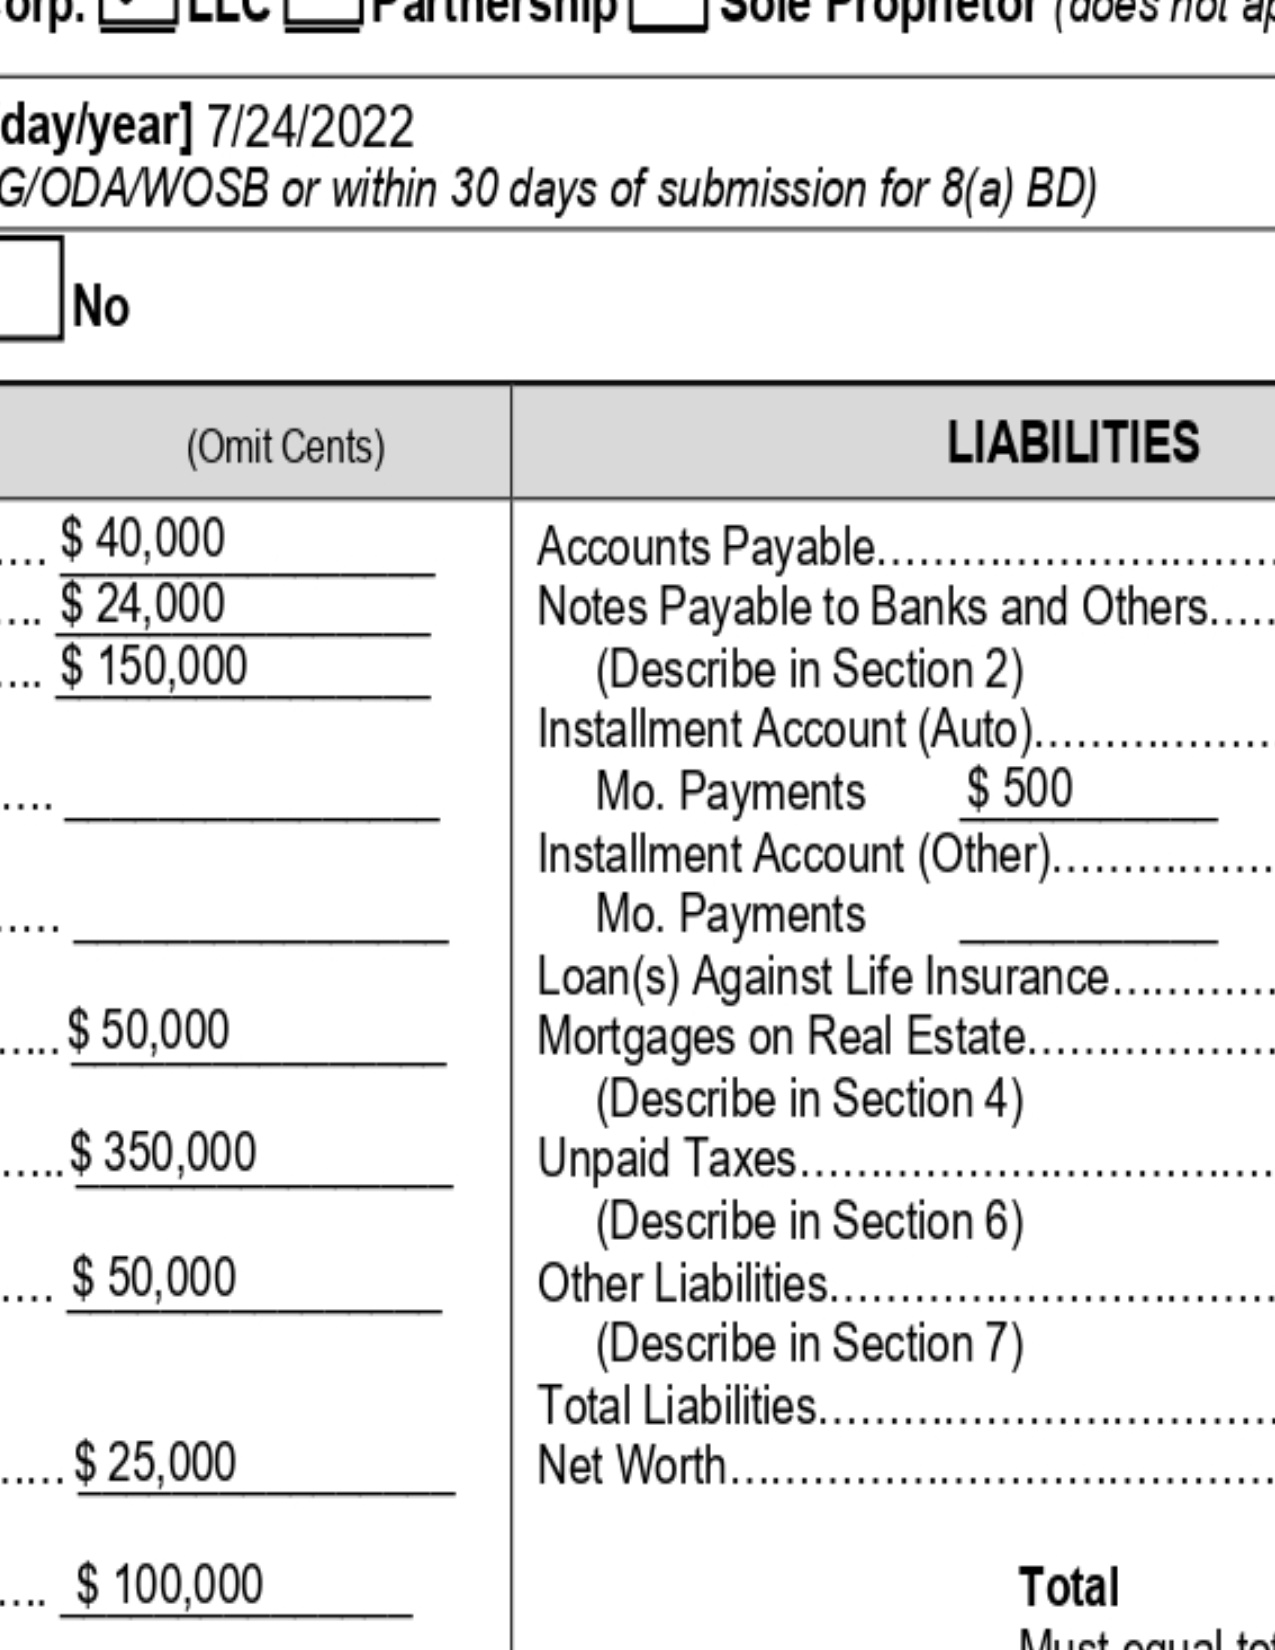 orp. LLC Partnership Sole Proprietor (does not ap
day/year] 7/24/2022
G/ODA/WOSB or within 30 days of submission for 8(a) BD)
No
(Omit Cents)
LIABILITIES
.... $ 40,000
.... $ 24,000
.... $ 150,000
....
.....
.....$ 50,000
.....$ 350,000
.... $ 50,000
.....$ 25,000
.... $ 100,000
Accounts Payable..........................
Notes Payable to Banks and Others.....
(Describe in Section 2)
Installment Account (Auto)................
Mo. Payments $ 500
Installment Account (Other)...............
Mo. Payments
Loan(s) Against Life Insurance...........
Mortgages on Real Estate.................
(Describe in Section 4)
Unpaid Taxes................................
(Describe in Section 6)
Other Liabilities..............................
(Describe in Section 7)
Total Liabilities...............................
Net Worth.....................................
Total
Must equal tot